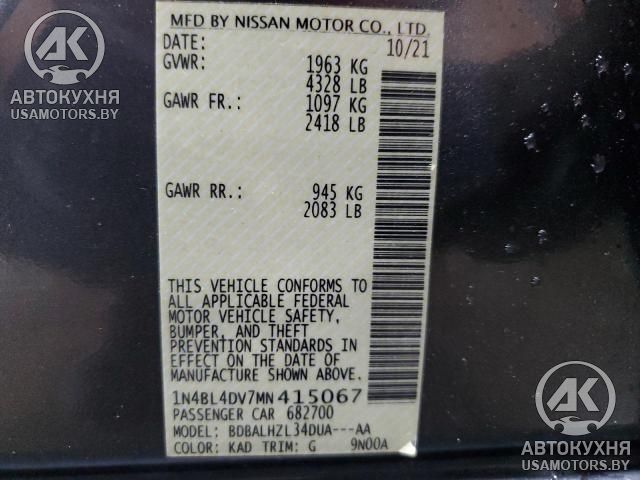 MFD BY NISSAN MOTOR CO., LTD.
DATE: 10/21
GVWR: 1963 KG
4328 LB
GAWR FR.: 1097 KG
2418 LB
GAWR RR.: 945 KG
2083 LB
THIS VEHICLE CONFORMS TO
ALL APPLICABLE FEDERAL
MOTOR VEHICLE SAFETY,
BUMPER, AND THEFT
PREVENTION STANDARDS IN
EFFECT ON THE DATE OF
MANUFACTURE SHOWN ABOVE.
1N4BL4DV7MN415067
PASSENGER CAR 682700
MODEL: BDBALHZL34DUA---AA
COLOR: KAD TRIM: G 9N00A
AK
АВТОКУХНЯ
USAMOTORS.BY
AK
АВТОКУХНЯ
USAMOTORS.BY